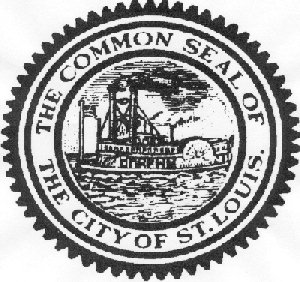 THE COMMON SEAL OF
THE CITY OF ST. LOUIS.